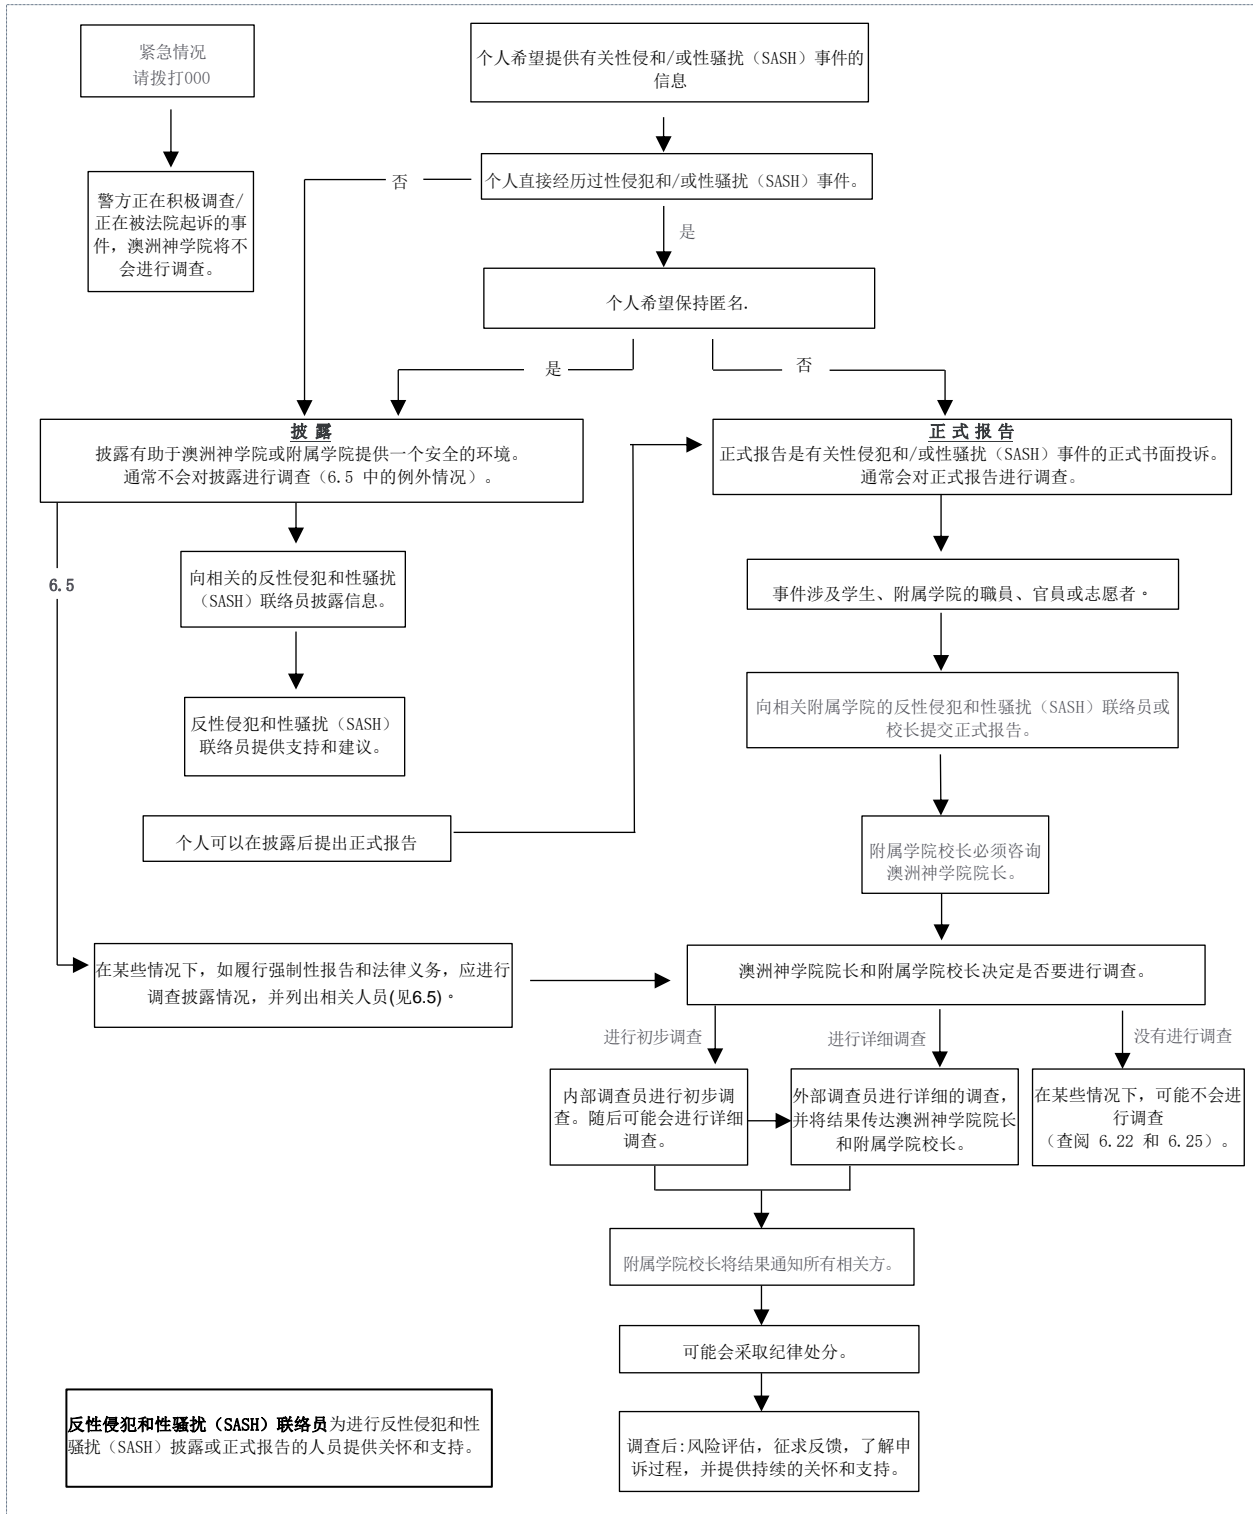 紧急情况
请拨打000
个人希望提供有关性侵和/或性骚扰（SASH）事件的
信息
警方正在积极调查/
正在被法院起诉的事
件，澳洲神学院将不
会进行调查。
否
个人直接经历过性侵犯和/或性骚扰（SASH）事件。
是
个人希望保持匿名.
是
否
披 露
披露有助于澳洲神学院或附属学院提供一个安全的环境。
通常不会对披露进行调查（6.5 中的例外情况）。
正 式 报 告
正式报告是有关性侵犯和/或性骚扰（SASH）事件的正式书面投诉。
通常会对正式报告进行调查。
6.5
向相关的反性侵犯和性骚扰
（SASH）联络员披露信息。
事件涉及学生、附属学院的职员、官员或志愿者。
反性侵犯和性骚扰（SASH）
联络员提供支持和建议。
向相关附属学院的反性侵犯和性骚扰（SASH）联络员或
校长提交正式报告。
个人可以在披露后提出正式报告
附属学院校长必须咨询
澳洲神学院院长。
在某些情况下，如履行强制性报告和法律义务，应进行
调查披露情况，并列出相关人员(见6.5)。
澳洲神学院院长和附属学院校长决定是否要进行调查。
进行初步调查
进行详细调查
没有进行调查
内部调查员进行初步调
查。随后可能会进行详细
调查。
外部调查员进行详细的调查，
并将结果传达澳洲神学院院长
和附属学院校长。
在某些情况下，可能不会进
行调查
（查阅 6.22 和 6.25）。
附属学院校长将结果通知所有相关方。
可能会采取纪律处分。
反性侵犯和性骚扰（SASH）联络员为进行反性侵犯和性
骚扰（SASH）披露或正式报告的人员提供关怀和支持。
调查后:风险评估，征求反馈，了解申
诉过程，并提供持续的关怀和支持。